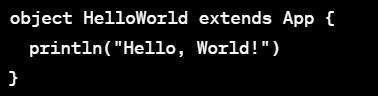 object HelloWorld extends App {
  println("Hello, World!")
}